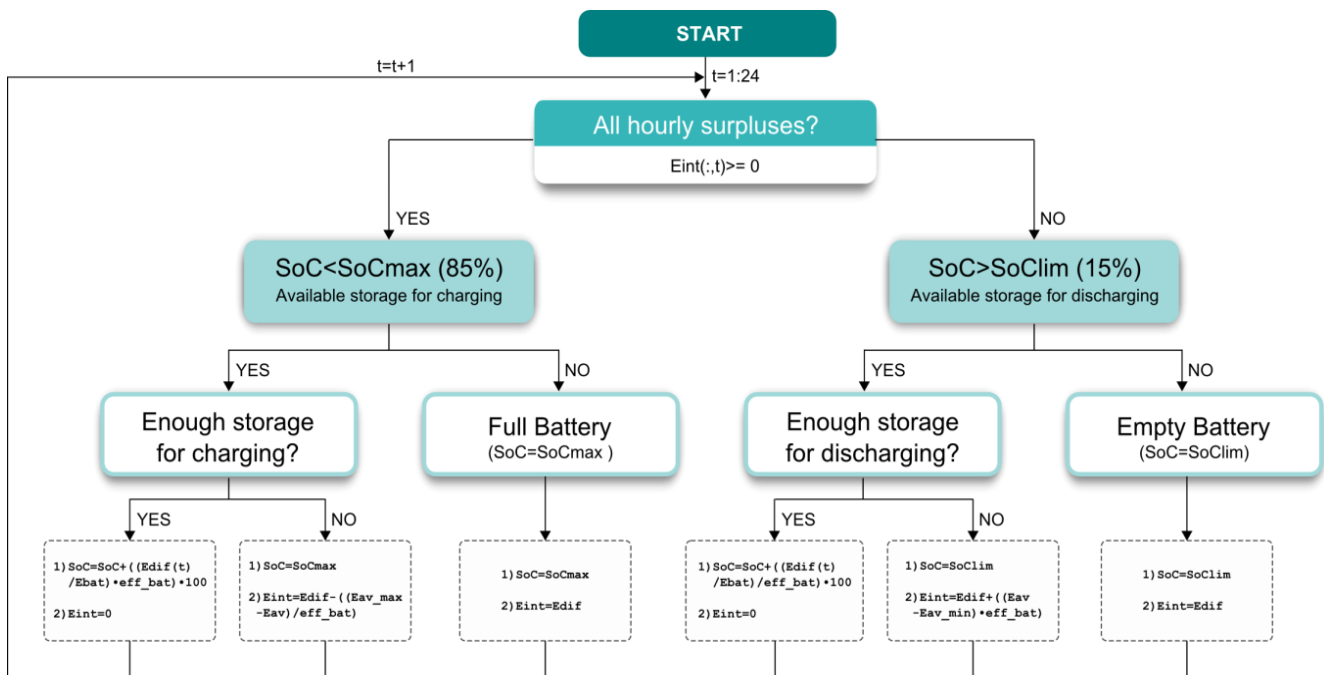 START
t=t+1
t=1:24
All hourly surpluses?
Eint(:,t)>= 0
YES
NO
SoC<SoCmax (85%)
Available storage for charging
SoC>SoClim (15%)
Available storage for discharging
YES
NO
YES
NO
Enough storage
for charging?
Full Battery
(SoC=SoCmax )
Enough storage
for discharging?
Empty Battery
(SoC=SoClim)
YES
NO
YES
NO
1)SoC=SoC+((Edif(t)
/Ebat)•eff_bat)•100
2)Eint=0
1)SoC=SoCmax
2)Eint=Edif-((Eav_max
-Eav)/eff_bat)
1)SoC=SoCmax
2)Eint=Edif
1)SoC=SoC+((Edif(t)
/Ebat)/eff_bat•100
2)Eint=0
1)SoC=SoClim
2)Eint=Edif+((Eav
-Eav_min)•eff_bat)
1)SoC=SoClim
2)Eint=Edif